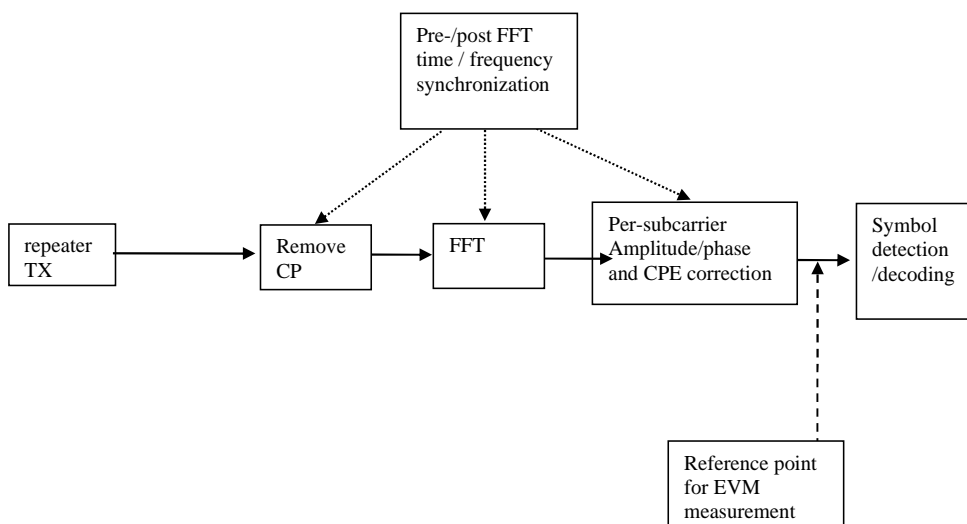 Pre-/post FFT
time / frequency
synchronization
repeater
TX
Remove
CP
FFT
Per-subcarrier
Amplitude/phase
and CPE correction
Symbol
detection
/decoding
Reference point
for EVM
measurement